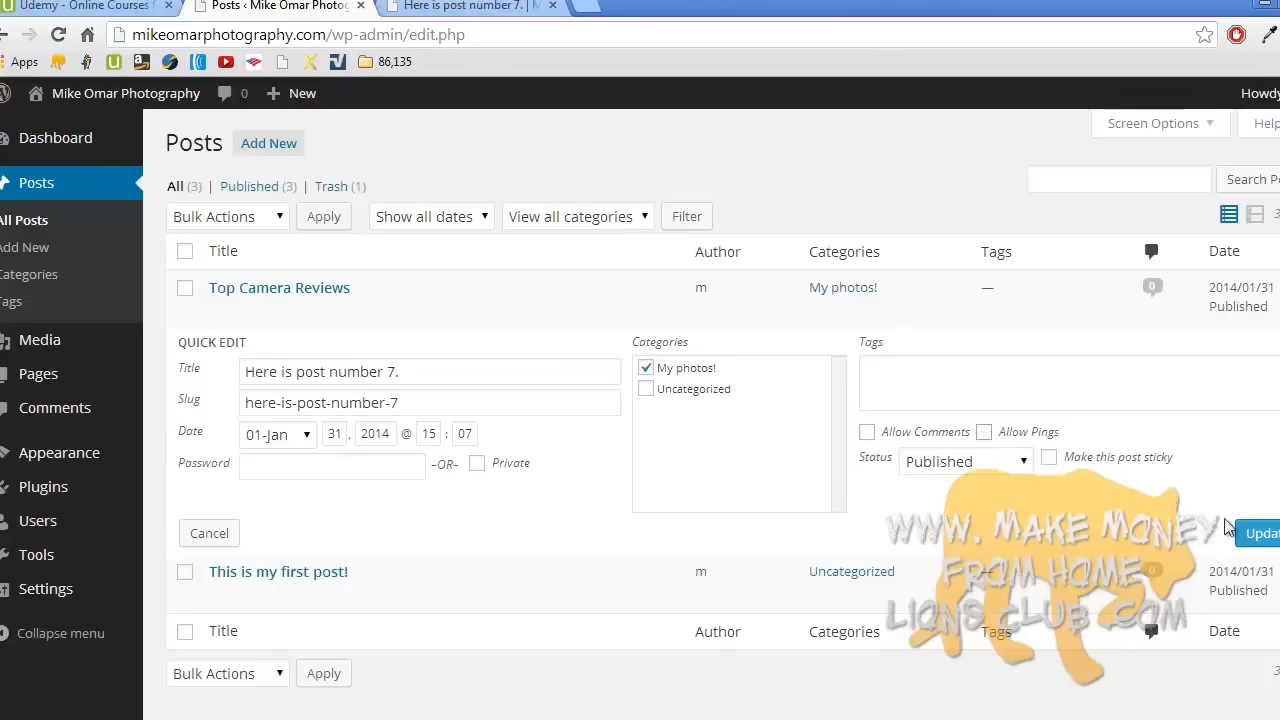 Udemy - Online Courses f
Posts ‹ Mike Omar Photog
Here is post number 7. | M
mikeomarphotography.com/wp-admin/edit.php
Apps
86,135
Mike Omar Photography
0
New
Howdy
Dashboard
Posts
All Posts
Add New
Categories
Tags
Media
Pages
Comments
Appearance
Plugins
Users
Tools
Settings
Collapse menu
Screen Options
Help
Posts
Add New
All (3) | Published (3) | Trash (1)
Search Po
Bulk Actions
Apply
Show all dates
View all categories
Filter
3
Title
Author
Categories
Tags
Date
Top Camera Reviews
m
My photos!
—
0
2014/01/31
Published
QUICK EDIT
Title
Here is post number 7.
Slug
here-is-post-number-7
Date
01-Jan
31
,
2014
@
15
:
07
Password
–OR–
Private
Categories
My photos!
Uncategorized
Tags
Allow Comments
Allow Pings
Status
Published
Make this post sticky
Cancel
Updat
This is my first post!
m
Uncategorized
—
0
2014/01/31
Published
Title
Author
Categories
Tags
Date
Bulk Actions
Apply
3
WWW. MAKE MONEY
FROM HOME
LIONS CLUB .COM